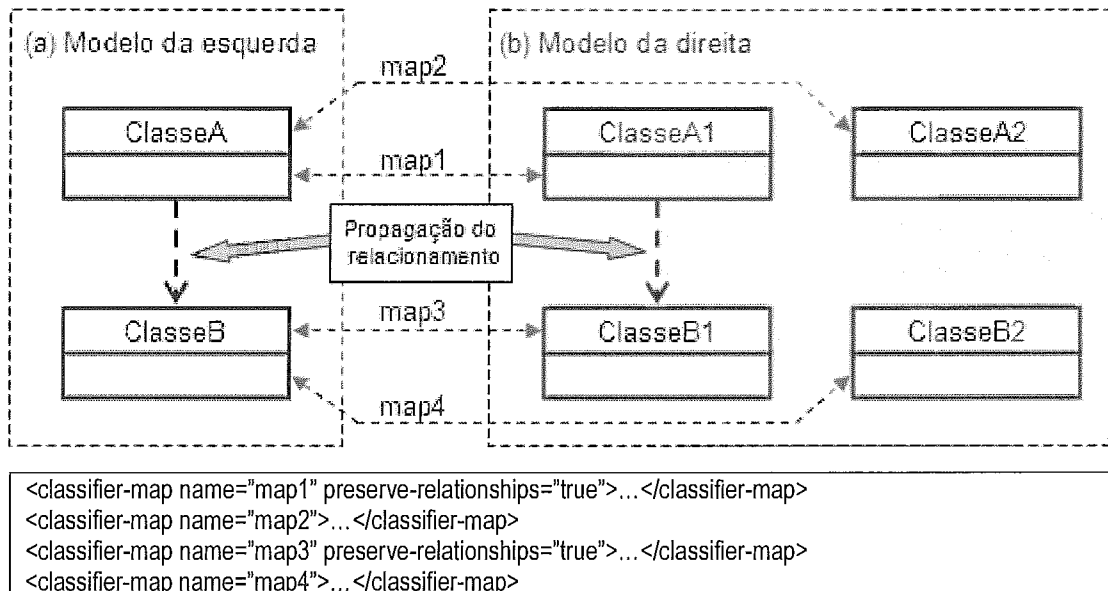 (a) Modelo da esquerda
(b) Modelo da direita
map2
ClasseA
ClasseA1
ClasseA2
map1
Propagação do
relacionamento
map3
ClasseB
ClasseB1
ClasseB2
map4
<classifier-map name="map1" preserve-relationships="true">...</classifier-map>
<classifier-map name="map2">...</classifier-map>
<classifier-map name="map3" preserve-relationships="true">...</classifier-map>
<classifier-map name="map4">...</classifier-map>